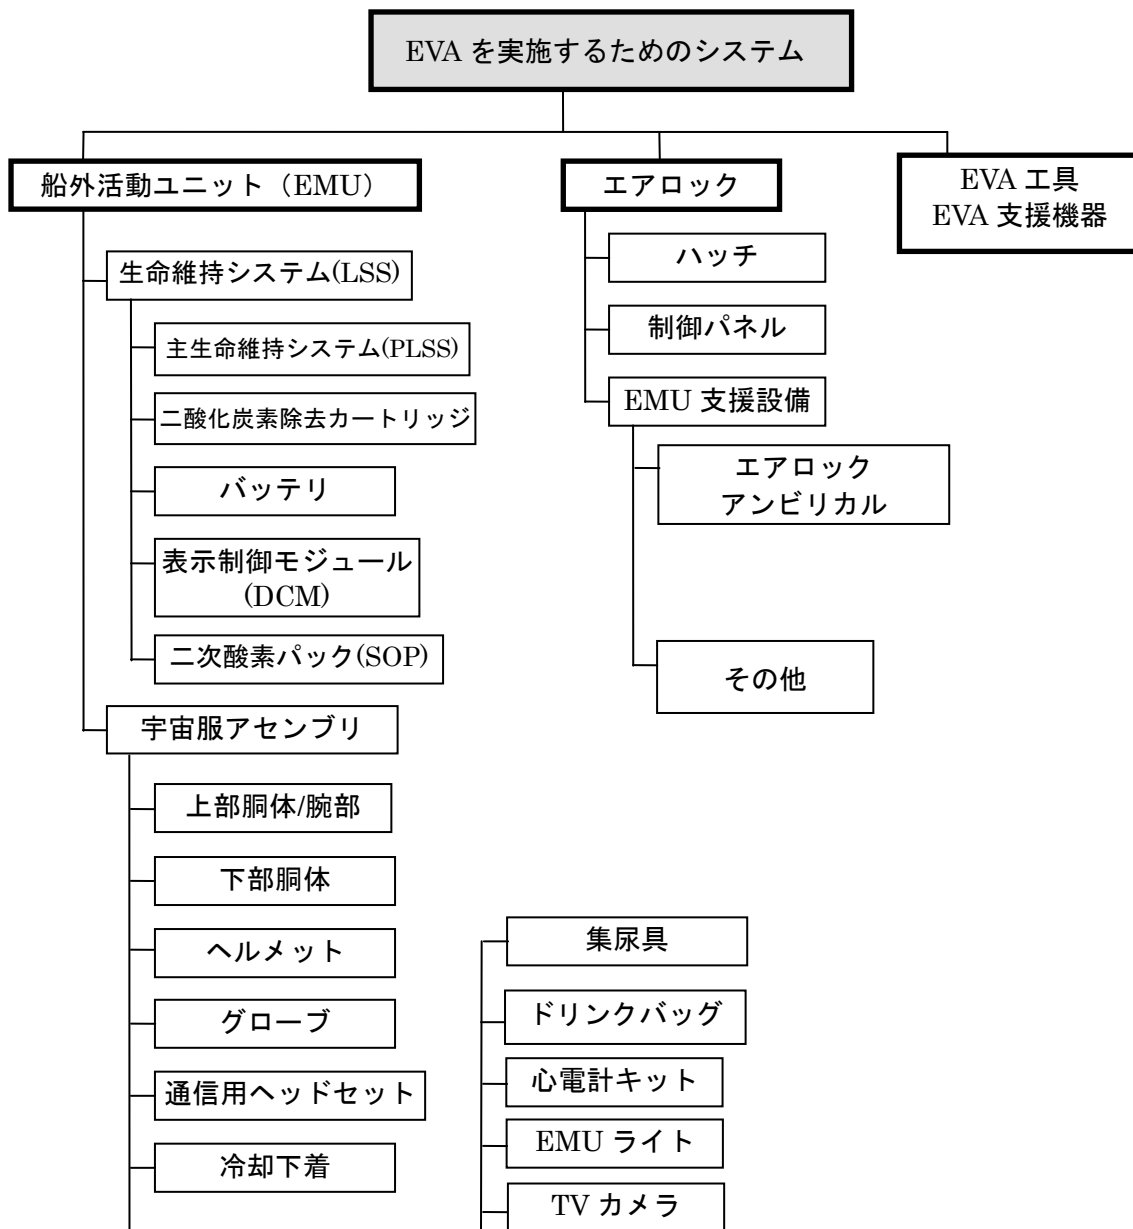 EVA を実施するためのシステム
船外活動ユニット（EMU）
生命維持システム(LSS)
主生命維持システム(PLSS)
二酸化炭素除去カートリッジ
バッテリ
表示制御モジュール
(DCM)
二次酸素パック(SOP)
宇宙服アセンブリ
上部胴体/腕部
下部胴体
ヘルメット
グローブ
通信用ヘッドセット
冷却下着
集尿具
ドリンクバッグ
心電計キット
EMU ライト
TV カメラ
エアロック
ハッチ
制御パネル
EMU 支援設備
エアロック
アンビリカル
その他
EVA 工具
EVA 支援機器